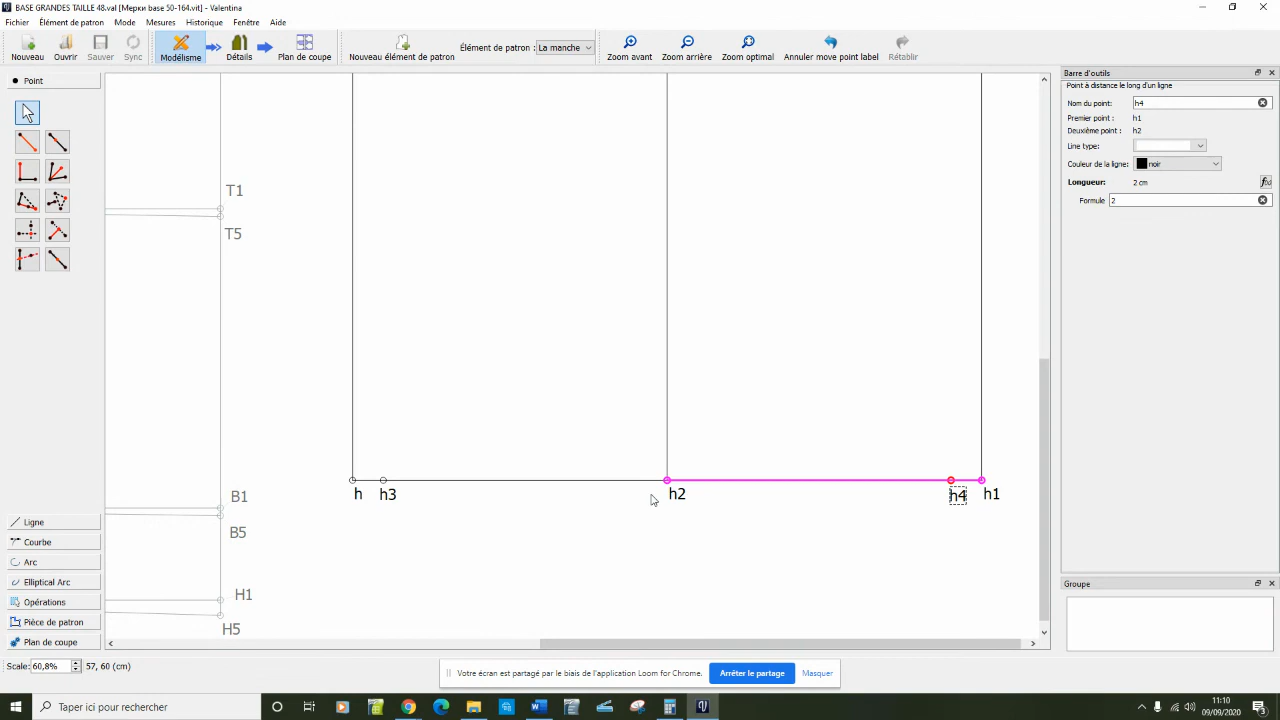 BASE GRANDES TAILLE 48.val [Мерки base 50-164.vit] - Valentina
Fichier Élément de patron Mode Mesures Historique Fenêtre Aide
Nouveau Ouvrir Sauver Sync Modélisme Détails Plan de coupe Nouveau élément de patron Élément de patron : La manche Zoom avant Zoom arrière Zoom optimal Annuler move point label Rétablir
Point
Ligne
Courbe
Arc
Elliptical Arc
Opérations
Pièce de patron
Plan de coupe
T1
T5
B1
B5
H1
H5
h h3 h2 h4 h1
Barre d'outils
Point à distance le long d'un ligne
Nom du point: h4
Premier point : h1
Deuxième point : h2
Line type:
Couleur de la ligne: noir
Longueur: 2 cm
Formule 2
Groupe
Scale: 60,8% 57, 60 (cm)
Votre écran est partagé par le biais de l'application Loom for Chrome. Arrêter le partage Masquer
Taper ici pour rechercher
11:10
09/09/2020